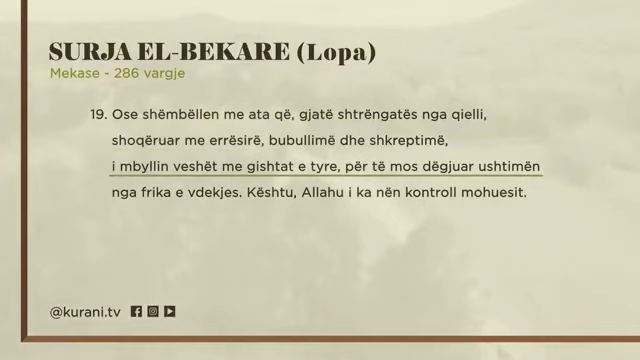 SURJA EL-BEKARE (Lopa)
Mekase - 286 vargje
19. Ose shëmbëllen me ata që, gjatë shtrëngatës nga qielli,
shoqëruar me errësirë, bubullimë dhe shkreptimë,
i mbyllin veshët me gishtat e tyre, për të mos dëgjuar ushtimën
nga frika e vdekjes. Kështu, Allahu i ka nën kontroll mohuesit.
@kurani.tv